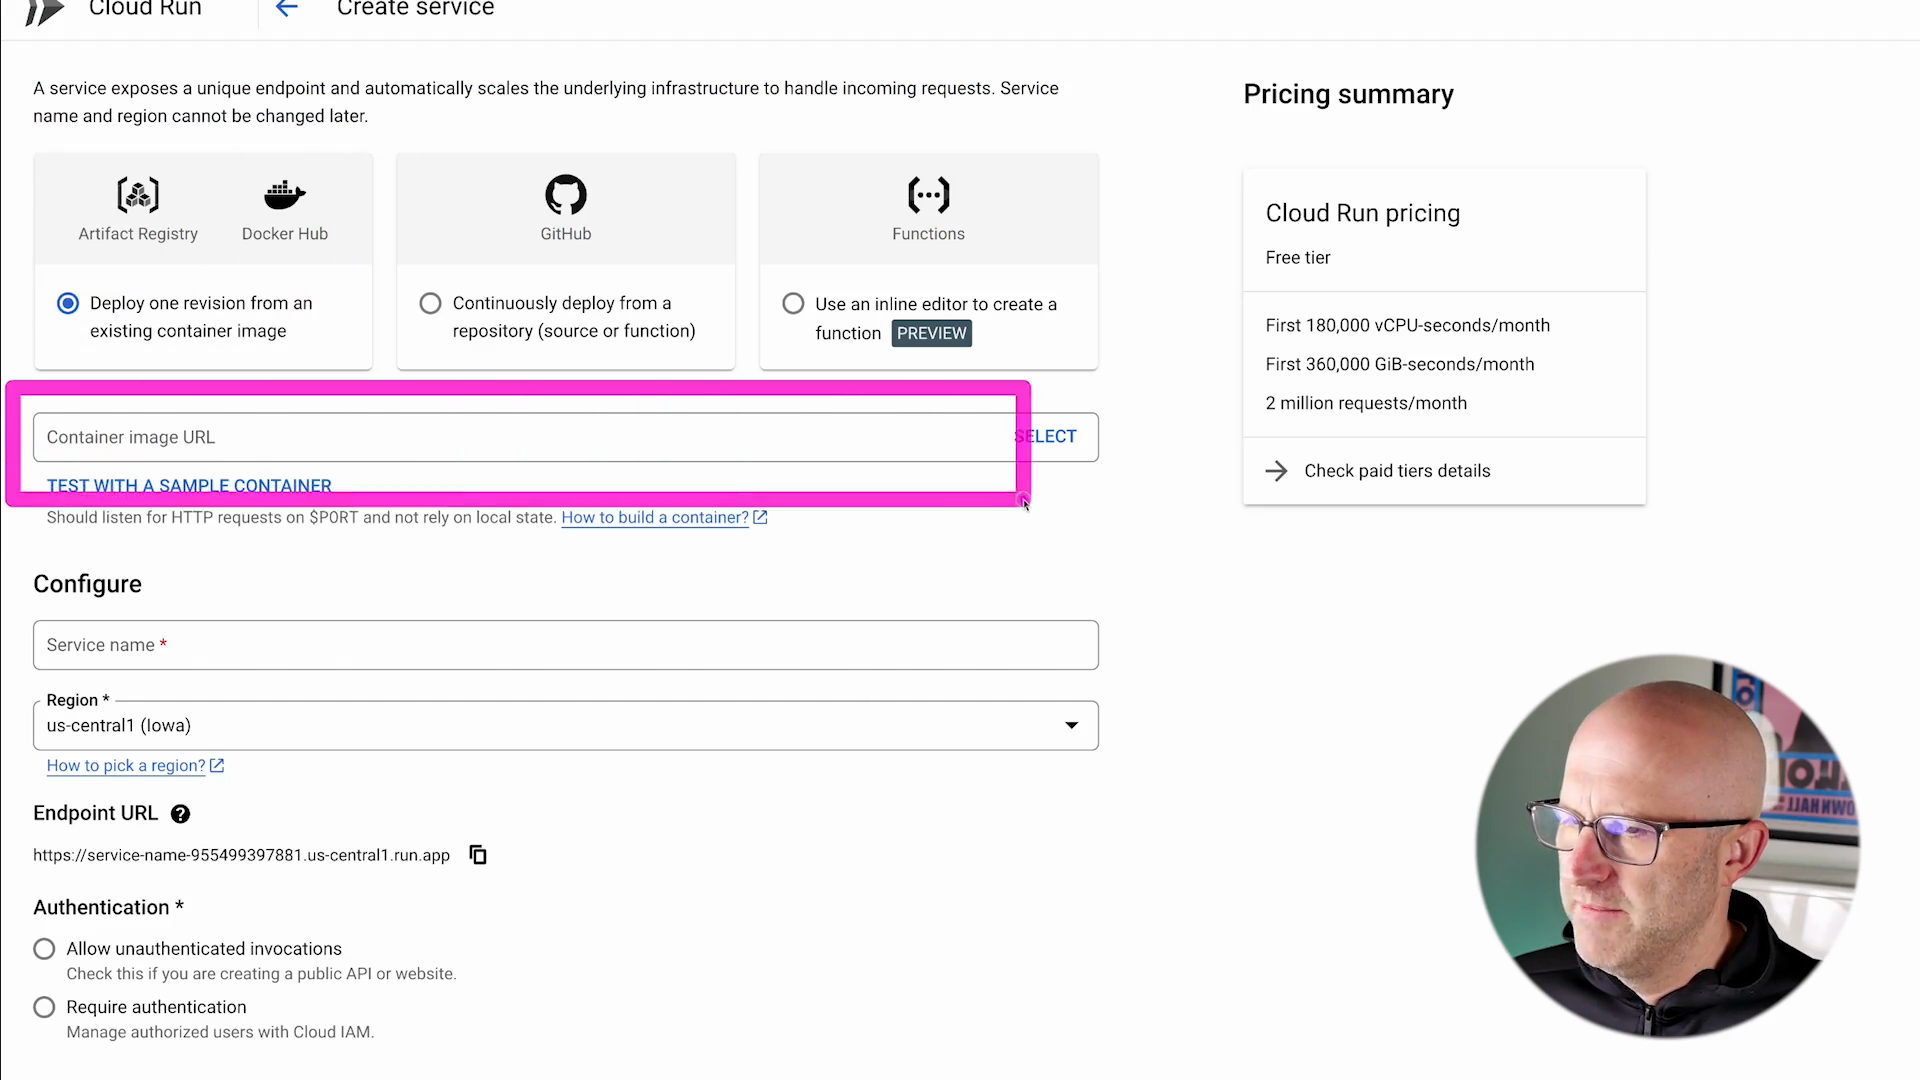 Cloud Run
Create service
A service exposes a unique endpoint and automatically scales the underlying infrastructure to handle incoming requests. Service
name and region cannot be changed later.
Artifact Registry
Docker Hub
GitHub
Functions
Deploy one revision from an
existing container image
Continuously deploy from a
repository (source or function)
Use an inline editor to create a
function PREVIEW
Container image URL
SELECT
TEST WITH A SAMPLE CONTAINER
Should listen for HTTP requests on $PORT and not rely on local state. How to build a container?
Configure
Service name *
Region *
us-central1 (Iowa)
How to pick a region?
Endpoint URL
https://service-name-955499397881.us-central1.run.app
Authentication *
Allow unauthenticated invocations
Check this if you are creating a public API or website.
Require authentication
Manage authorized users with Cloud IAM.
Pricing summary
Cloud Run pricing
Free tier
First 180,000 vCPU-seconds/month
First 360,000 GiB-seconds/month
2 million requests/month
Check paid tiers details